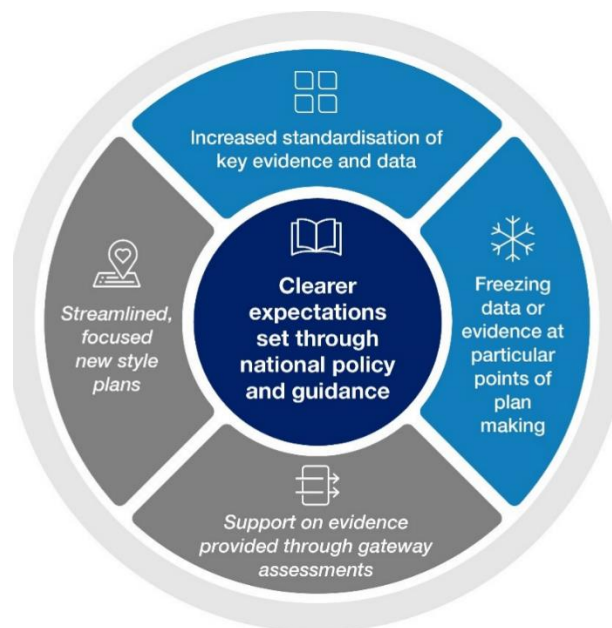 Increased standardisation of
key evidence and data
Clearer
expectations
set through
national policy
and guidance
Freezing
data or
evidence at
particular
points of
plan
making
Streamlined,
focused
new style
plans
Support on evidence
provided through gateway
assessments